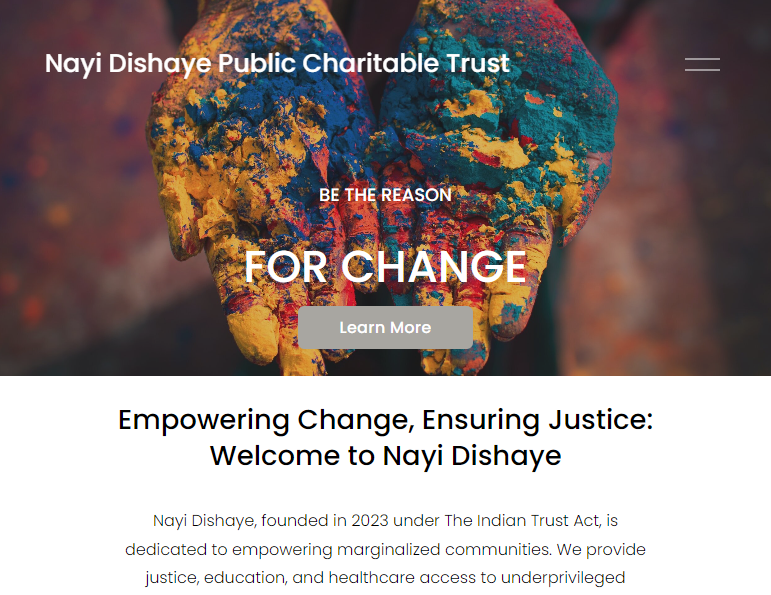 Nayi Dishaye Public Charitable Trust
BE THE REASON
FOR CHANGE
Learn More
Empowering Change, Ensuring Justice:
Welcome to Nayi Dishaye
Nayi Dishaye, founded in 2023 under The Indian Trust Act, is
dedicated to empowering marginalized communities. We provide
justice, education, and healthcare access to underprivileged